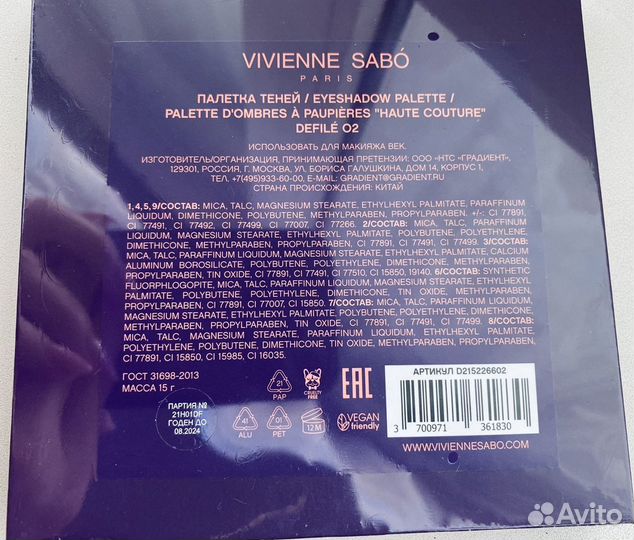 VIVIENNE SABÓ
PARIS
ПАЛЕТКА ТЕНЕЙ / EYESHADOW PALETTE /
PALETTE D'OMBRES À PAUPIÈRES "HAUTE COUTURE"
DEFILÉ 02
ИСПОЛЬЗОВАТЬ ДЛЯ МАКИЯЖА ВЕК.
ИЗГОТОВИТЕЛЬ/ОРГАНИЗАЦИЯ, ПРИНИМАЮЩАЯ ПРЕТЕНЗИИ: ООО «НТС «ГРАДИЕНТ»,
129301, РОССИЯ, Г. МОСКВА, УЛ. БОРИСА ГАЛУШКИНА, ДОМ 14, КОРПУС 1,
ТЕЛ. +7(495)933-60-00, E-MAIL: GRADIENT@GRADIENT.RU
СТРАНА ПРОИСХОЖДЕНИЯ: КИТАЙ
1,4,5,9/СОСТАВ: MICA, TALC, MAGNESIUM STEARATE, ETHYLHEXYL PALMITATE, PARAFFINUM
LIQUIDUM, DIMETHICONE, POLYBUTENE, METHYLPARABEN, PROPYLPARABEN. +/-: CI 77891,
CI 77491, CI 77492, CI 77499, CI 77007, CI 77266. 2/СОСТАВ: MICA, TALC, PARAFFINUM
LIQUIDUM, MAGNESIUM STEARATE, ETHYLHEXYL PALMITATE, POLYBUTENE, POLYETHYLENE,
DIMETHICONE, METHYLPARABEN, PROPYLPARABEN, CI 77891, CI 77491, CI 77499. 3/СОСТАВ:
MICA, TALC, PARAFFINUM LIQUIDUM, MAGNESIUM STEARATE, ETHYLHEXYL PALMITATE, CALCIUM
ALUMINUM BOROSILICATE, POLYBUTENE, POLYETHYLENE, DIMETHICONE, METHYLPARABEN,
PROPYLPARABEN, TIN OXIDE, CI 77891, CI 77491, CI 77510, CI 15850, 19140. 6/СОСТАВ: SYNTHETIC
FLUORPHLOGOPITE, MICA, TALC, PARAFFINUM LIQUIDUM, MAGNESIUM STEARATE, ETHYLHEXYL
PALMITATE, POLYBUTENE, POLYETHYLENE, DIMETHICONE, TIN OXIDE, METHYLPARABEN,
PROPYLPARABEN, CI 77891, CI 77007, CI 15850. 7/СОСТАВ: MICA, TALC, PARAFFINUM LIQUIDUM,
MAGNESIUM STEARATE, ETHYLHEXYL PALMITATE, POLYBUTENE, POLYETHYLENE, DIMETHICONE,
METHYLPARABEN, PROPYLPARABEN, TIN OXIDE, CI 77891, CI 77491, CI 77499. 8/СОСТАВ:
MICA, TALC, MAGNESIUM STEARATE, PARAFFINUM LIQUIDUM, ETHYLHEXYL PALMITATE,
POLYBUTENE, DIMETHICONE, TIN OXIDE, POLYETHYLENE, METHYLPARABEN, PROPYLPARABEN,
CI 77891, CI 15850, CI 15985, CI 16035.
ГОСТ 31698-2013
МАССА 15 г.
21
PAP
CRUELTY
FREE
EAC
АРТИКУЛ D215226602
ПАРТИЯ №
21H01DF
ГОДЕН ДО
08.2024
41
ALU
01
PET
12M
VEGAN
friendly
3 700971 361830
WWW.VIVIENNESABO.COM
Avito